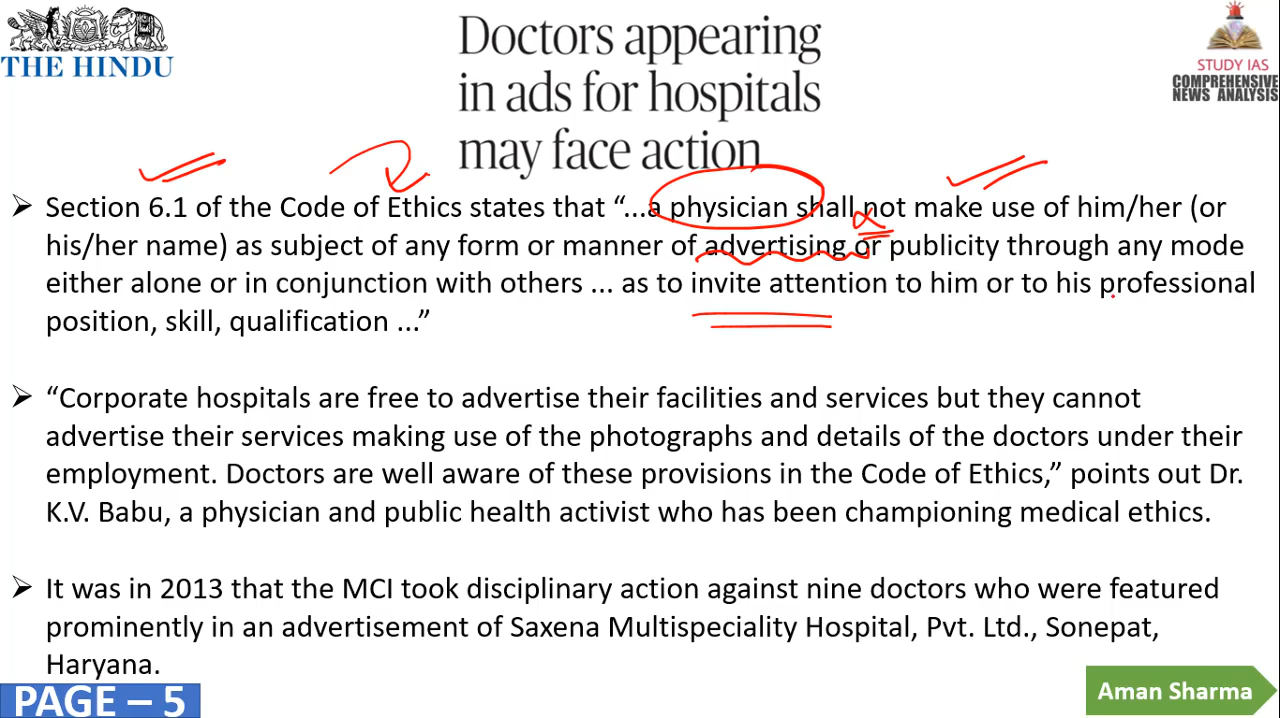 THE HINDU
Doctors appearing
in ads for hospitals
may face action
STUDY IAS
COMPREHENSIVE
NEWS ANALYSIS
➢ Section 6.1 of the Code of Ethics states that “...a physician shall not make use of him/her (or
his/her name) as subject of any form or manner of advertising or publicity through any mode
either alone or in conjunction with others ... as to invite attention to him or to his professional
position, skill, qualification ...”
➢ “Corporate hospitals are free to advertise their facilities and services but they cannot
advertise their services making use of the photographs and details of the doctors under their
employment. Doctors are well aware of these provisions in the Code of Ethics,” points out Dr.
K.V. Babu, a physician and public health activist who has been championing medical ethics.
➢ It was in 2013 that the MCI took disciplinary action against nine doctors who were featured
prominently in an advertisement of Saxena Multispeciality Hospital, Pvt. Ltd., Sonepat,
Haryana.
PAGE – 5
Aman Sharma